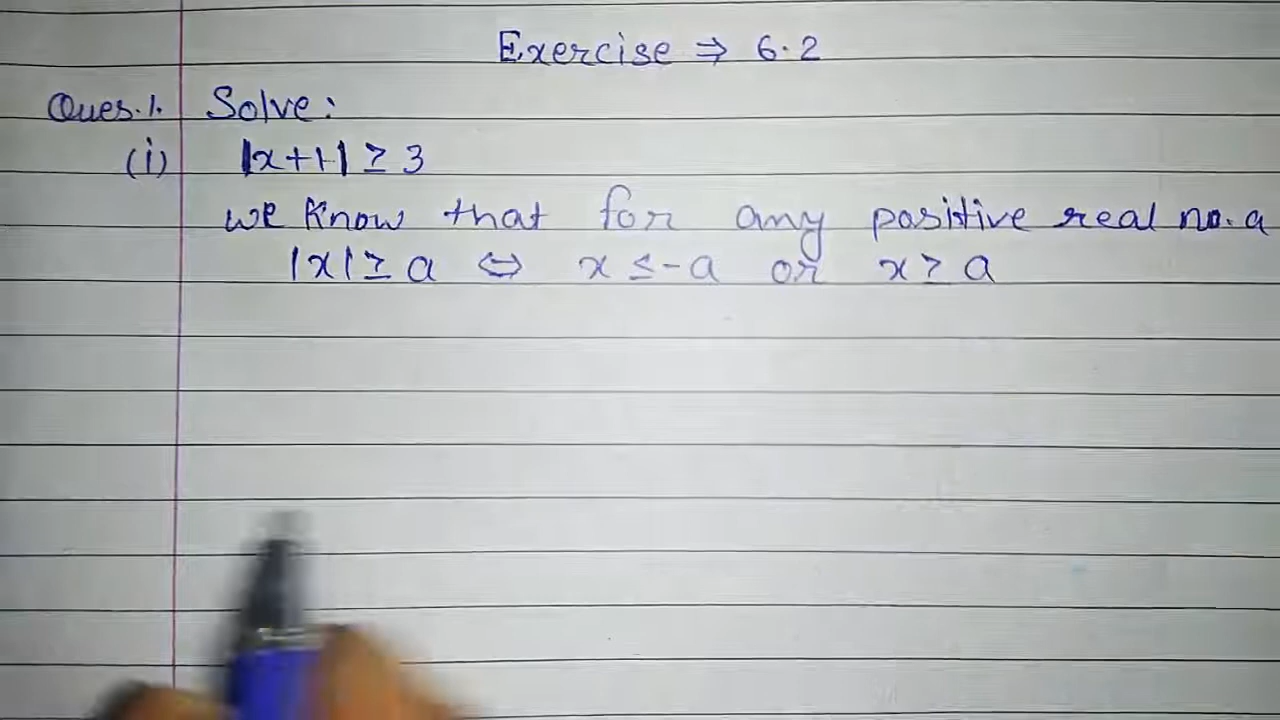 Exercise ⇒ 6.2
Ques.1. Solve:
(i) |x+1| ≥ 3
we know that for any positive real no. a
|x| ≥ a ⇔ x ≤ -a or x ≥ a